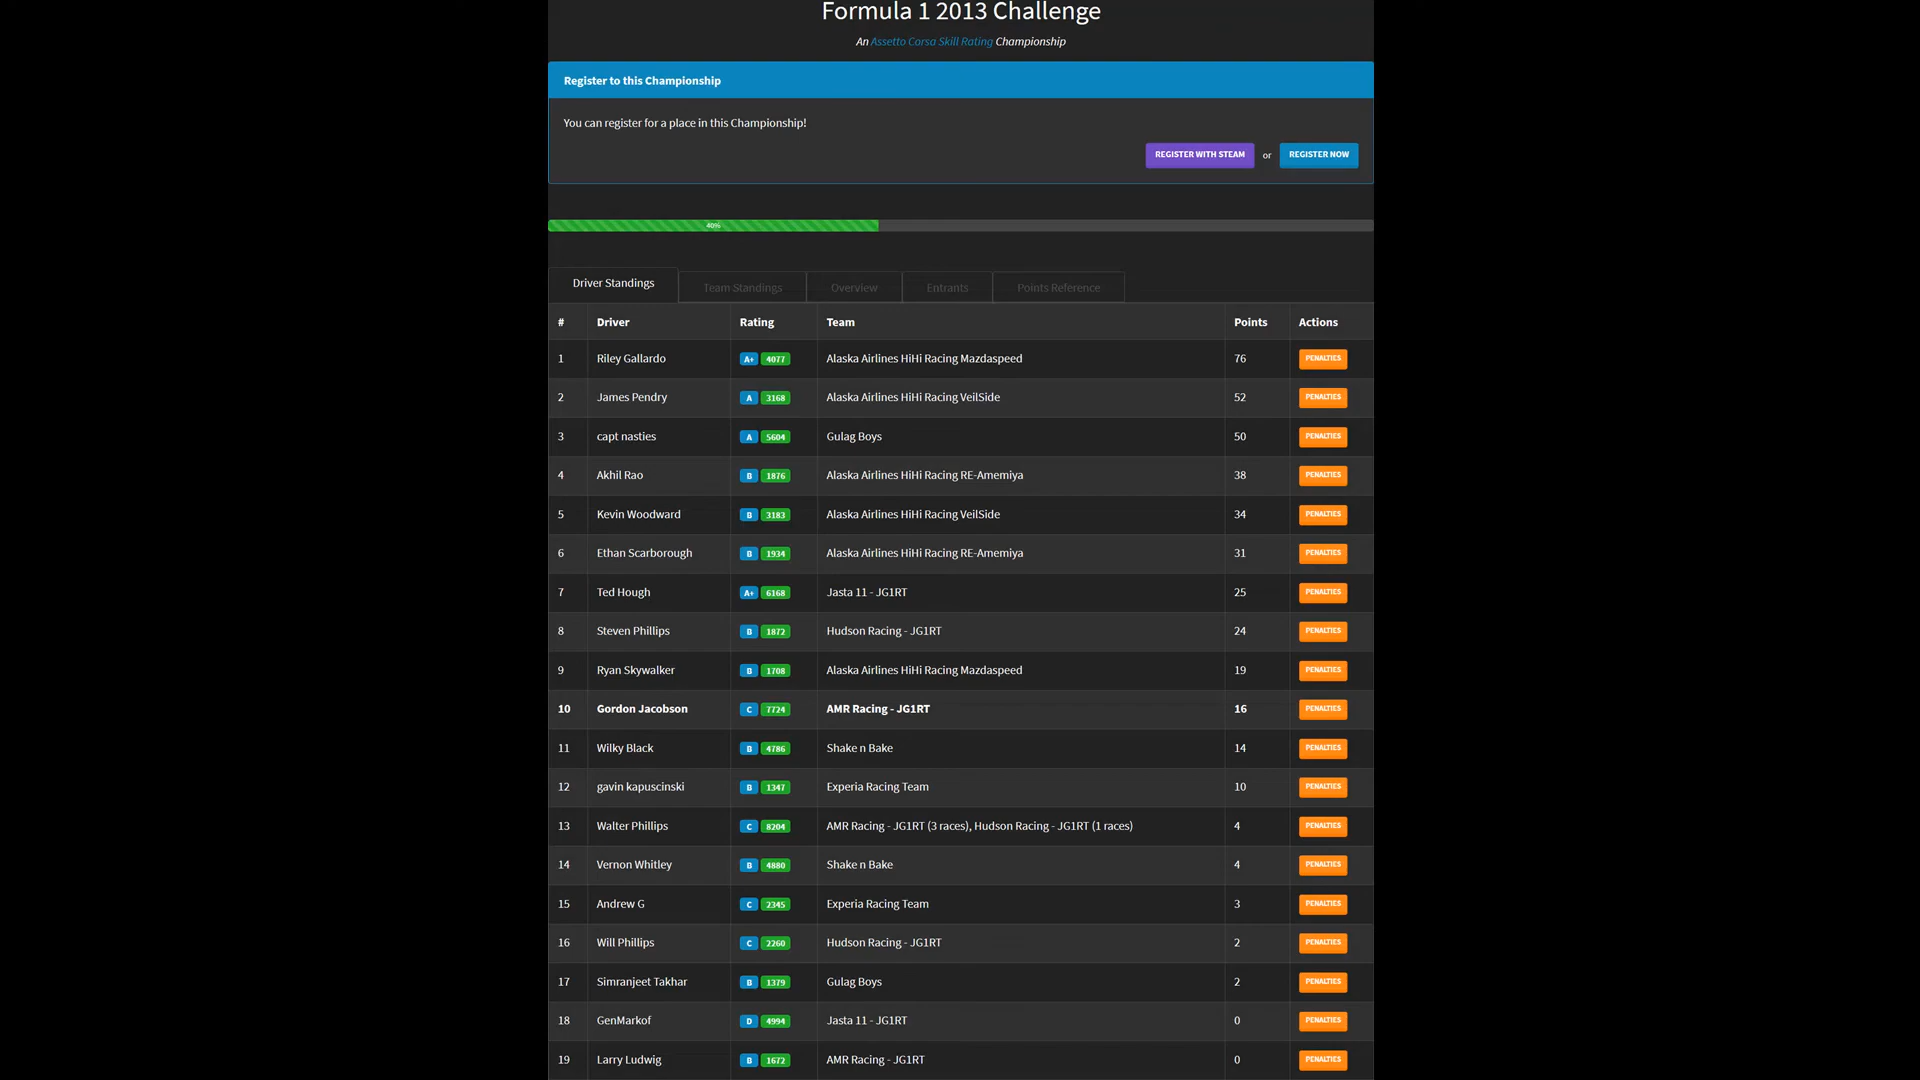 Formula 1 2013 Challenge
An Assetto Corsa Skill Rating Championship
Register to this Championship
You can register for a place in this Championship!
REGISTER WITH STEAM or REGISTER NOW
40%
Driver Standings Team Standings Overview Entrants Points Reference
# Driver Rating Team Points Actions
1 Riley Gallardo A+ 4077 Alaska Airlines HiHi Racing Mazdaspeed 76 PENALTIES
2 James Pendry A 3168 Alaska Airlines HiHi Racing VeilSide 52 PENALTIES
3 capt nasties A 5604 Gulag Boys 50 PENALTIES
4 Akhil Rao B 1876 Alaska Airlines HiHi Racing RE-Amemiya 38 PENALTIES
5 Kevin Woodward B 3183 Alaska Airlines HiHi Racing VeilSide 34 PENALTIES
6 Ethan Scarborough B 1934 Alaska Airlines HiHi Racing RE-Amemiya 31 PENALTIES
7 Ted Hough A+ 6168 Jasta 11 - JG1RT 25 PENALTIES
8 Steven Phillips B 1872 Hudson Racing - JG1RT 24 PENALTIES
9 Ryan Skywalker B 1708 Alaska Airlines HiHi Racing Mazdaspeed 19 PENALTIES
10 Gordon Jacobson C 7724 AMR Racing - JG1RT 16 PENALTIES
11 Wilky Black B 4786 Shake n Bake 14 PENALTIES
12 gavin kapuscinski B 1347 Experia Racing Team 10 PENALTIES
13 Walter Phillips C 8204 AMR Racing - JG1RT (3 races), Hudson Racing - JG1RT (1 races) 4 PENALTIES
14 Vernon Whitley B 4880 Shake n Bake 4 PENALTIES
15 Andrew G C 2345 Experia Racing Team 3 PENALTIES
16 Will Phillips C 2260 Hudson Racing - JG1RT 2 PENALTIES
17 Simranjeet Takhar B 1379 Gulag Boys 2 PENALTIES
18 GenMarkof D 4994 Jasta 11 - JG1RT 0 PENALTIES
19 Larry Ludwig B 1672 AMR Racing - JG1RT 0 PENALTIES